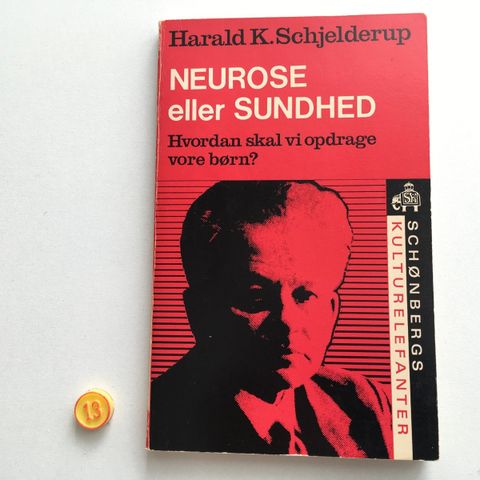 Harald K. Schjelderup
NEUROSE
eller SUNDHED
Hvordan skal vi opdrage
vore børn?
SCHØNBERGS
KULTURELEFANTER
13